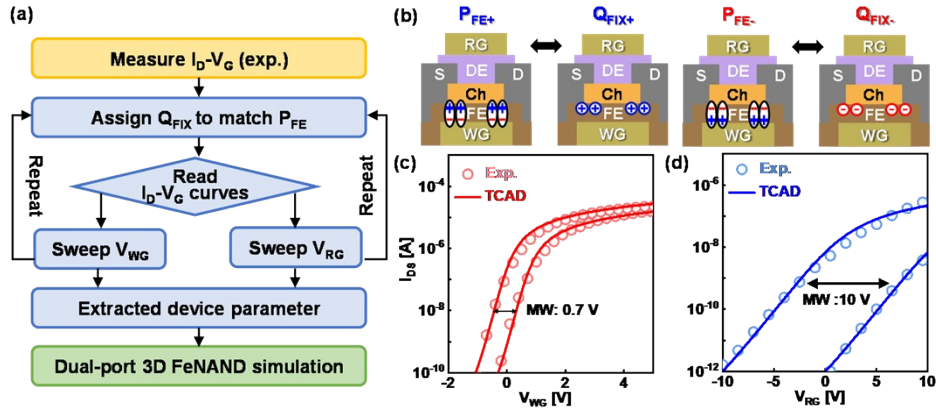 (a)
Measure I_D-V_G (exp.)
Assign Q_FIX to match P_FE
Read
I_D-V_G curves
Repeat
Repeat
Sweep V_WG
Sweep V_RG
Extracted device parameter
Dual-port 3D FeNAND simulation
(b)
P_FE+
Q_FIX+
P_FE-
Q_FIX-
RG
DE
S
D
Ch
FE
WG
RG
DE
S
D
Ch
FE
WG
RG
DE
S
D
Ch
FE
WG
RG
DE
S
D
Ch
FE
WG
(c)
Exp.
TCAD
MW: 0.7 V
I_DS [A]
10^-4
10^-6
10^-8
10^-10
-2
0
2
4
V_WG [V]
(d)
Exp.
TCAD
MW :10 V
10^-6
10^-8
10^-10
10^-12
-10
-5
0
5
10
V_RG [V]